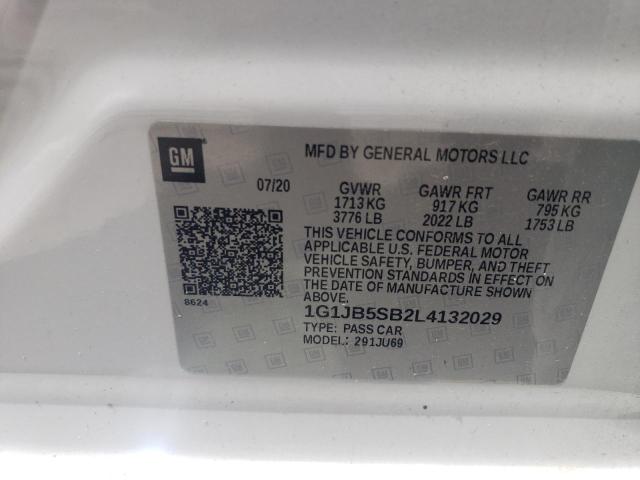 GM
MFD BY GENERAL MOTORS LLC
07/20
GVWR GAWR FRT GAWR RR
1713 KG 917 KG 795 KG
3776 LB 2022 LB 1753 LB
THIS VEHICLE CONFORMS TO ALL
APPLICABLE U.S. FEDERAL MOTOR
VEHICLE SAFETY, BUMPER, AND THEFT
PREVENTION STANDARDS IN EFFECT ON
THE DATE OF MANUFACTURE SHOWN
ABOVE.
8624
1G1JB5SB2L4132029
TYPE: PASS CAR
MODEL: 291JU69